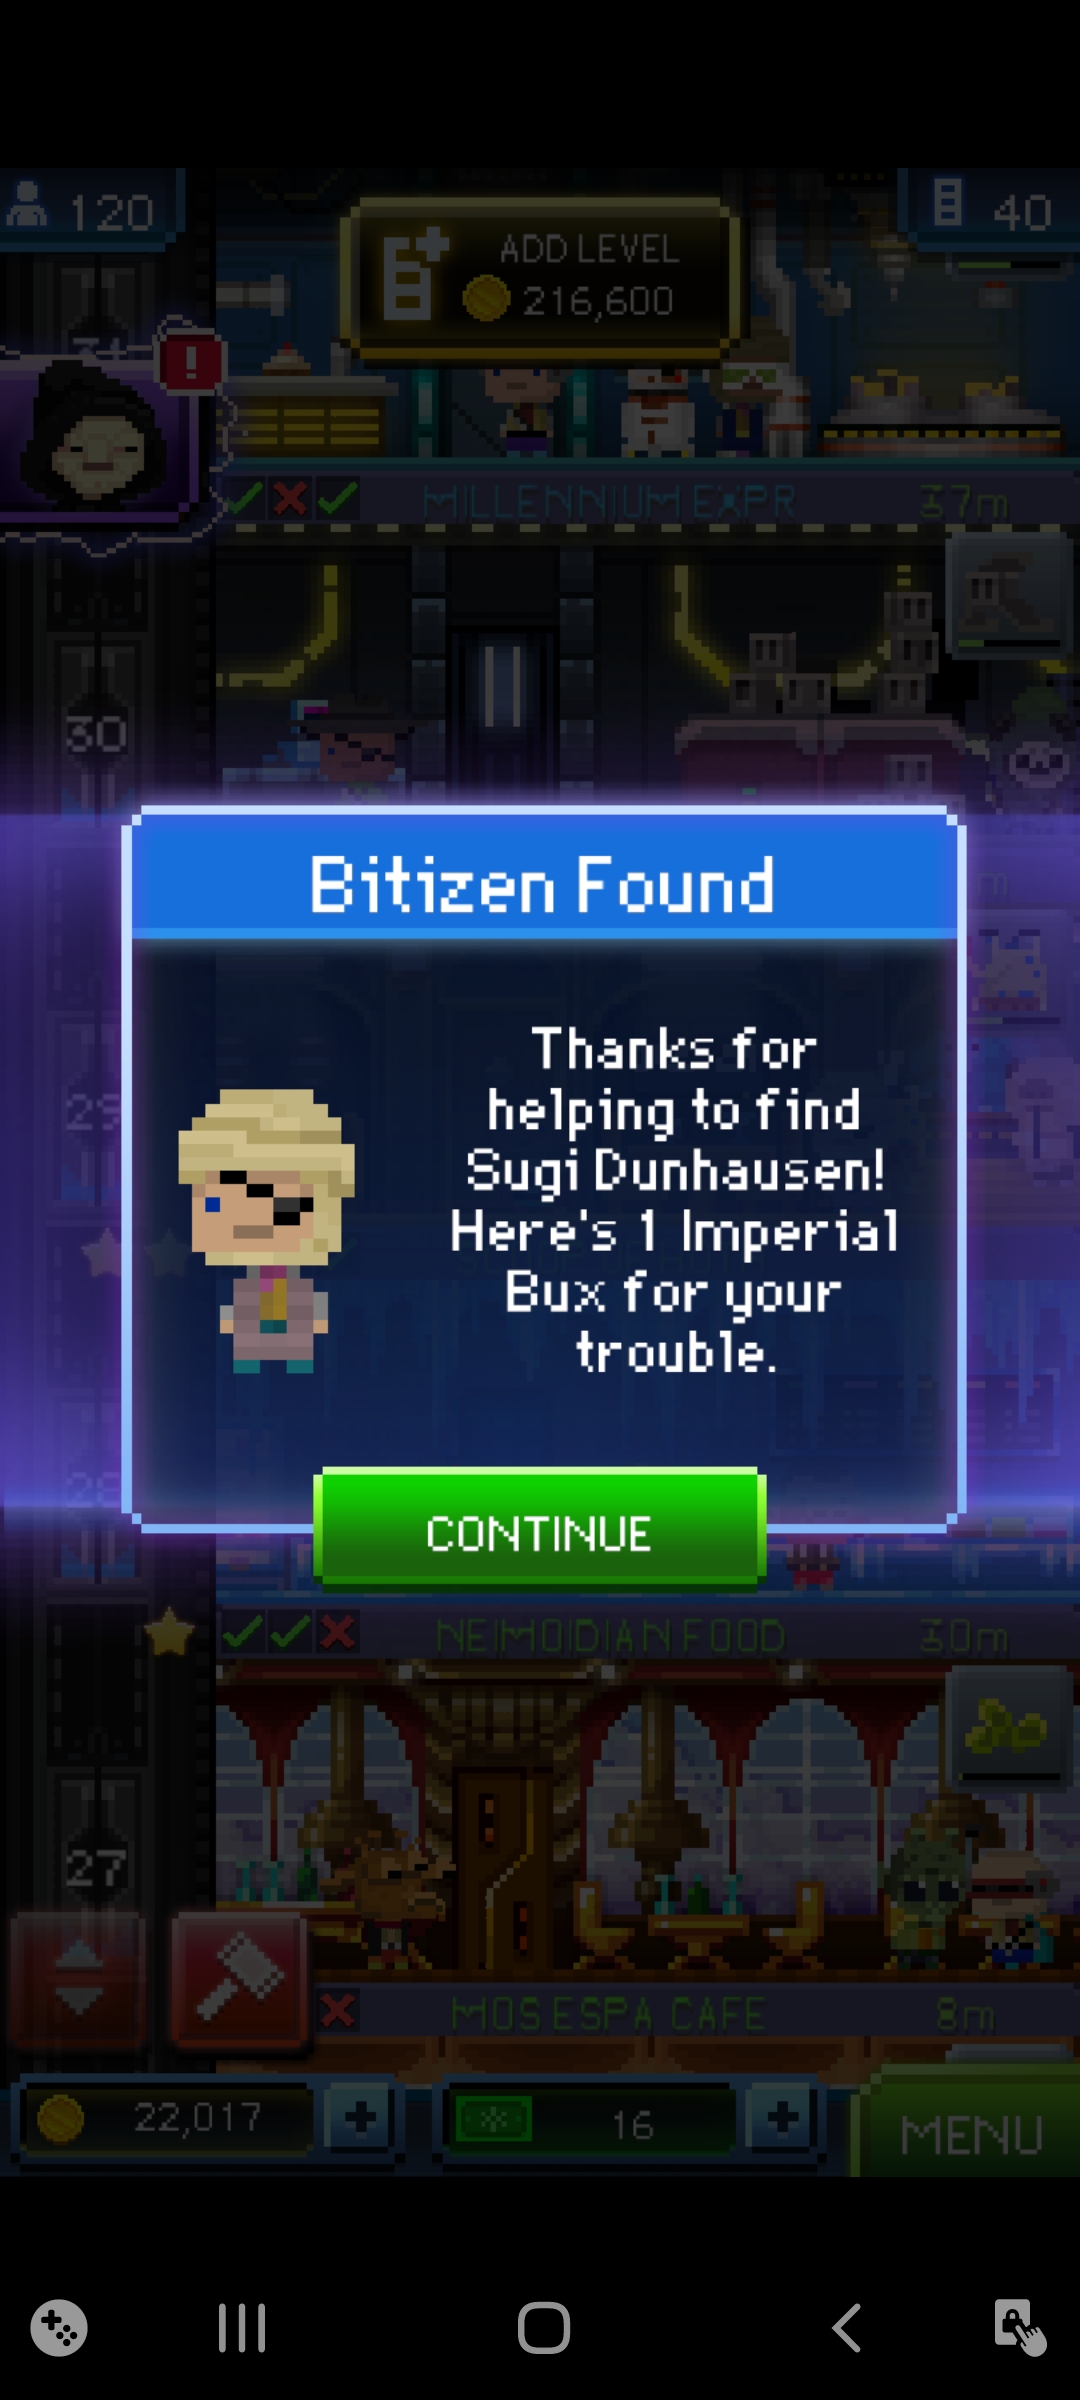 120
ADD LEVEL
216,600
40
!
MILLENNIUM EXPR
37m
30
Bitizen Found
Thanks for
helping to find
Sugi Dunhausen!
Here's 1 Imperial
Bux for your
trouble.
29
28
CONTINUE
NEIMOIDIAN FOOD
30m
27
MOS ESPA CAFE
8m
22,017
+
16
+
MENU